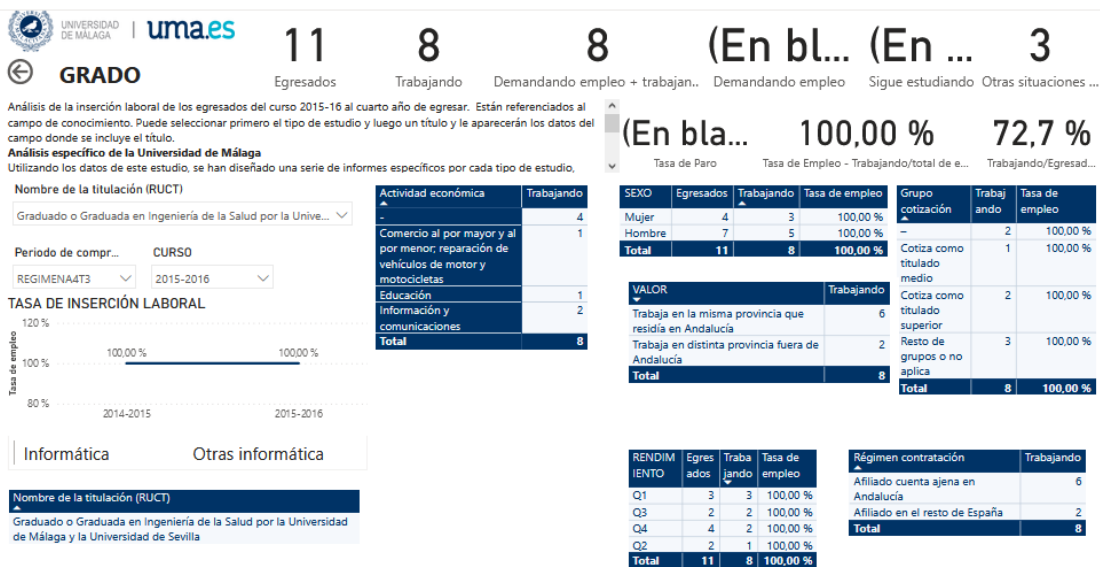 UNIVERSIDAD
DE MÁLAGA
uma.es
GRADO
11
Egresados
8
Trabajando
8
Demandando empleo + trabajan..
(En bl...
Demandando empleo
(En ...
Sigue estudiando
3
Otras situaciones ...
Análisis de la inserción laboral de los egresados del curso 2015-16 al cuarto año de egresar. Están referenciados al
campo de conocimiento. Puede seleccionar primero el tipo de estudio y luego un título y le aparecerán los datos del
campo donde se incluye el título.
Análisis específico de la Universidad de Málaga
Utilizando los datos de este estudio, se han diseñado una serie de informes específicos por cada tipo de estudio,
(En bla...
Tasa de Paro
100,00 %
Tasa de Empleo - Trabajando/total de e...
72,7 %
Trabajando/Egresad...
Nombre de la titulación (RUCT)
Graduado o Graduada en Ingeniería de la Salud por la Unive...
Periodo de compr...
REGIMENA4T3
CURSO
2015-2016
TASA DE INSERCIÓN LABORAL
Tasa de empleo
120 %
100 %
80 %
100,00 %
100,00 %
2014-2015
2015-2016
Informática
Otras informática
Nombre de la titulación (RUCT)
Graduado o Graduada en Ingeniería de la Salud por la Universidad
de Málaga y la Universidad de Sevilla
Actividad económica Trabajando
- 4
Comercio al por mayor y al 1
por menor; reparación de
vehículos de motor y
motocicletas
Educación 1
Información y 2
comunicaciones
Total 8
SEXO Egresados Trabajando Tasa de empleo
Mujer 4 3 100,00 %
Hombre 7 5 100,00 %
Total 11 8 100,00 %
VALOR Trabajando
Trabaja en la misma provincia que 6
residía en Andalucía
Trabaja en distinta provincia fuera de 2
Andalucía
Total 8
Grupo Trabaj Tasa de
cotización ando empleo
– 2 100,00 %
Cotiza como 1 100,00 %
titulado
medio
Cotiza como 2 100,00 %
titulado
superior
Resto de 3 100,00 %
grupos o no
aplica
Total 8 100,00 %
RENDIM Egres Traba Tasa de
IENTO ados jando empleo
Q1 3 3 100,00 %
Q3 2 2 100,00 %
Q4 4 2 100,00 %
Q2 2 1 100,00 %
Total 11 8 100,00 %
Régimen contratación Trabajando
Afiliado cuenta ajena en 6
Andalucía
Afiliado en el resto de España 2
Total 8